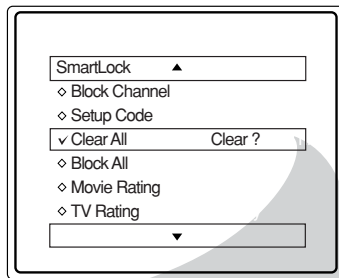 SmartLock ▲
◇ Block Channel
◇ Setup Code
✓ Clear All Clear ?
◇ Block All
◇ Movie Rating
◇ TV Rating
▼